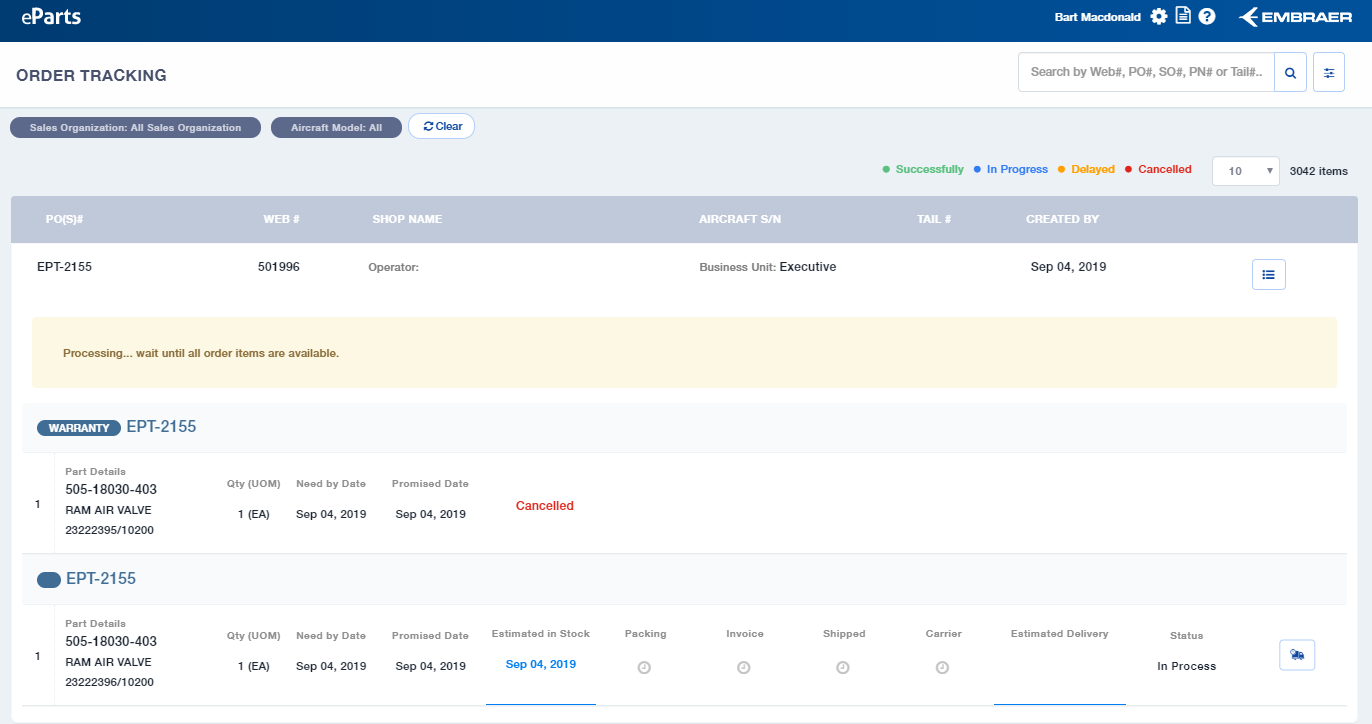 eParts
Bart Macdonald
EMBRAER
ORDER TRACKING
Search by Web#, PO#, SO#, PN# or Tail#..
Sales Organization: All Sales Organization
Aircraft Model: All
Clear
Successfully
In Progress
Delayed
Cancelled
10
3042 items
PO(S)#
WEB #
SHOP NAME
AIRCRAFT S/N
TAIL #
CREATED BY
EPT-2155
501996
Operator:
Business Unit: Executive
Sep 04, 2019
Processing... wait until all order items are available.
WARRANTY EPT-2155
1
Part Details
505-18030-403
RAM AIR VALVE
23222395/10200
Qty (UOM)
1 (EA)
Need by Date
Sep 04, 2019
Promised Date
Sep 04, 2019
Cancelled
EPT-2155
1
Part Details
505-18030-403
RAM AIR VALVE
23222396/10200
Qty (UOM)
1 (EA)
Need by Date
Sep 04, 2019
Promised Date
Sep 04, 2019
Estimated in Stock
Sep 04, 2019
Packing
Invoice
Shipped
Carrier
Estimated Delivery
Status
In Process